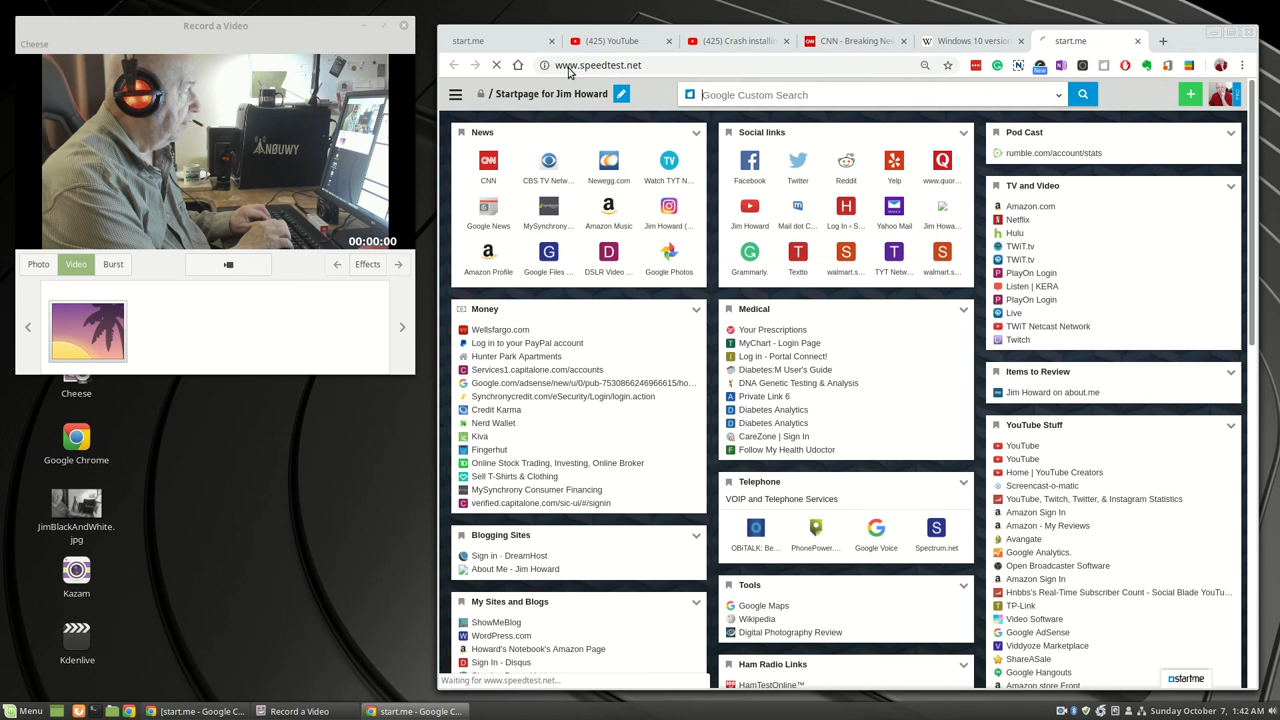 Record a Video
Cheese
ANØUWY
00:00:00
Photo
Video
Burst
Effects
Cheese
Google Chrome
JimBlackAndWhite.
jpg
Kazam
Kdenlive
start.me
(425) YouTube
(425) Crash installin
CNN - Breaking Ne
Windows 10 version
start.me
www.speedtest.net
New
/ Startpage for Jim Howard
Google Custom Search
PRO
News
CNN
CBS TV Netw...
Newegg.com
Watch TYT N...
Google News
MySynchrony...
Amazon Music
Jim Howard (...
Amazon Profile
Google Files ...
DSLR Video ...
Google Photos
Money
Wellsfargo.com
Log in to your PayPal account
Hunter Park Apartments
Services1.capitalone.com/accounts
Google.com/adsense/new/u/0/pub-7530866246966615/ho...
Synchronycredit.com/eSecurity/Login/login.action
Credit Karma
Nerd Wallet
Kiva
Fingerhut
Online Stock Trading, Investing, Online Broker
Sell T-Shirts & Clothing
MySynchrony Consumer Financing
verified.capitalone.com/sic-ui/#/signin
Blogging Sites
Sign in · DreamHost
About Me - Jim Howard
My Sites and Blogs
ShowMeBlog
WordPress.com
Howard's Notebook's Amazon Page
Sign In - Disqus
Waiting for www.speedtest.net...
Social links
Facebook
Twitter
Reddit
Yelp
www.quor...
Jim Howard
Mail dot C...
Log In ‹ S...
Yahoo Mail
Jim Howa...
Grammarly.
Textto
walmart.s...
TYT Netw...
walmart.s...
Medical
Your Prescriptions
MyChart - Login Page
Log in - Portal Connect!
Diabetes:M User's Guide
DNA Genetic Testing & Analysis
Private Link 6
Diabetes Analytics
Diabetes Analytics
CareZone | Sign In
Follow My Health Udoctor
Telephone
VOIP and Telephone Services
OBiTALK: Be...
PhonePower....
Google Voice
Spectrum.net
Tools
Google Maps
Wikipedia
Digital Photography Review
Ham Radio Links
HamTestOnline™
Pod Cast
rumble.com/account/stats
TV and Video
Amazon.com
Netflix
Hulu
TWiT.tv
TWiT.tv
PlayOn Login
Listen | KERA
PlayOn Login
Live
TWiT Netcast Network
Twitch
Items to Review
Jim Howard on about.me
YouTube Stuff
YouTube
YouTube
Home | YouTube Creators
Screencast-o-matic
YouTube, Twitch, Twitter, & Instagram Statistics
Amazon Sign In
Amazon - My Reviews
Avangate
Google Analytics.
Open Broadcaster Software
Amazon Sign In
Hnbbs's Real-Time Subscriber Count - Social Blade YouTu...
TP-Link
Video Software
Google AdSense
Viddyoze Marketplace
ShareASale
Google Hangouts
Amazon store Front
startme
Menu
[start.me - Google C...
Record a Video
start.me - Google C...
Sunday October 7, 1:42 AM